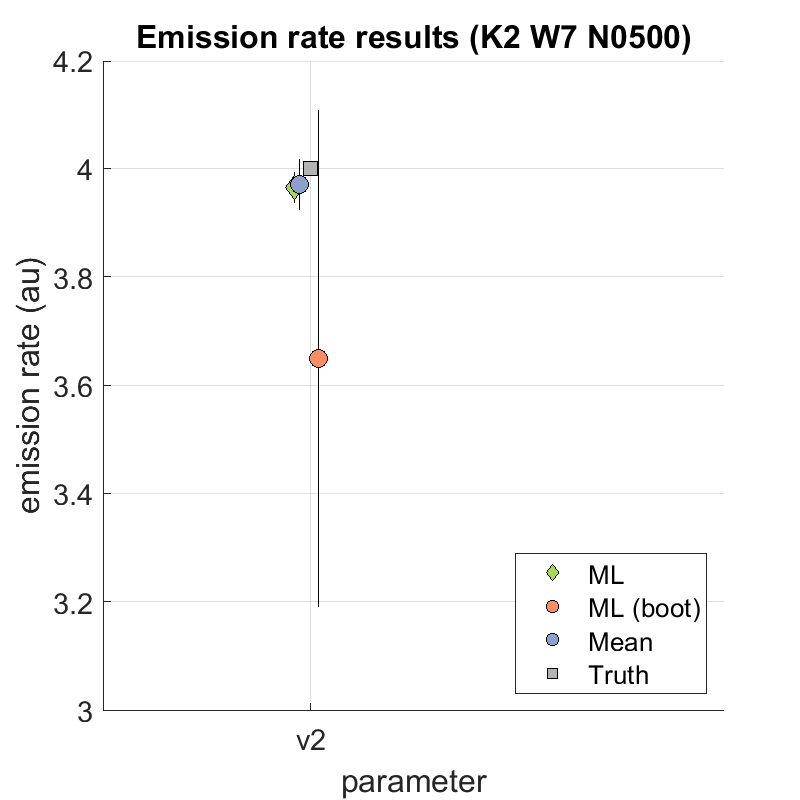 Emission rate results (K2 W7 N0500)
4.2
4
3.8
3.6
3.4
3.2
3
emission rate (au)
ML
ML (boot)
Mean
Truth
v2
parameter